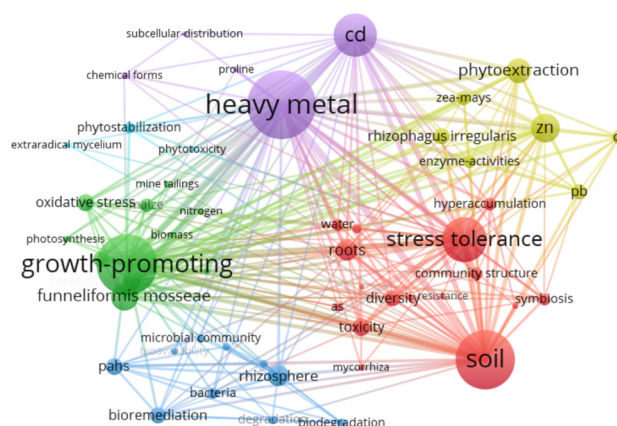 subcellular-distribution
cd
chemical forms
proline
phytoextraction
heavy metal
zea-mays
phytostabilization
rhizophagus irregularis
zn
extraradical mycelium
phytotoxicity
enzyme-activities
mine tailings
pb
oxidative stress
maize
nitrogen
hyperaccumulation
water
photosynthesis
biomass
roots
stress tolerance
growth-promoting
community structure
funneliformis mosseae
diversity
resistance
symbiosis
as
toxicity
microbial community
bioavailability
soil
pahs
mycorrhiza
rhizosphere
bacteria
bioremediation
degradation
biodegradation